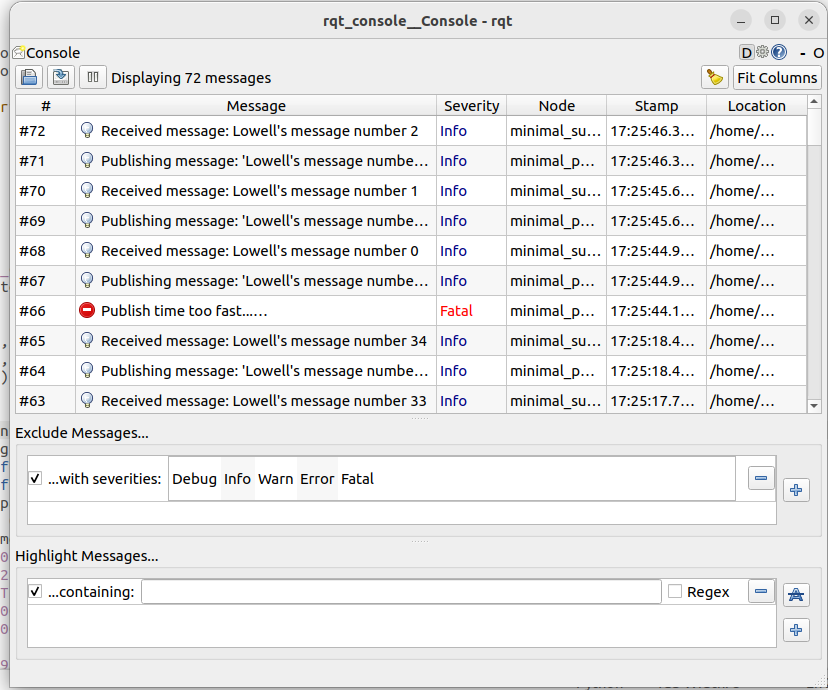 rqt_console__Console - rqt
Console
D
- O
Displaying 72 messages
Fit Columns
# Message Severity Node Stamp Location
#72 Received message: Lowell's message number 2 Info minimal_su... 17:25:46.3... /home/...
#71 Publishing message: 'Lowell's message numbe... Info minimal_p... 17:25:46.3... /home/...
#70 Received message: Lowell's message number 1 Info minimal_su... 17:25:45.6... /home/...
#69 Publishing message: 'Lowell's message numbe... Info minimal_p... 17:25:45.6... /home/...
#68 Received message: Lowell's message number 0 Info minimal_su... 17:25:44.9... /home/...
#67 Publishing message: 'Lowell's message numbe... Info minimal_p... 17:25:44.9... /home/...
#66 Publish time too fast...... Fatal minimal_p... 17:25:44.1... /home/...
#65 Received message: Lowell's message number 34 Info minimal_su... 17:25:18.4... /home/...
#64 Publishing message: 'Lowell's message numbe... Info minimal_p... 17:25:18.4... /home/...
#63 Received message: Lowell's message number 33 Info minimal_su... 17:25:17.7... /home/...
Exclude Messages...
...with severities: Debug Info Warn Error Fatal
Highlight Messages...
...containing:
Regex